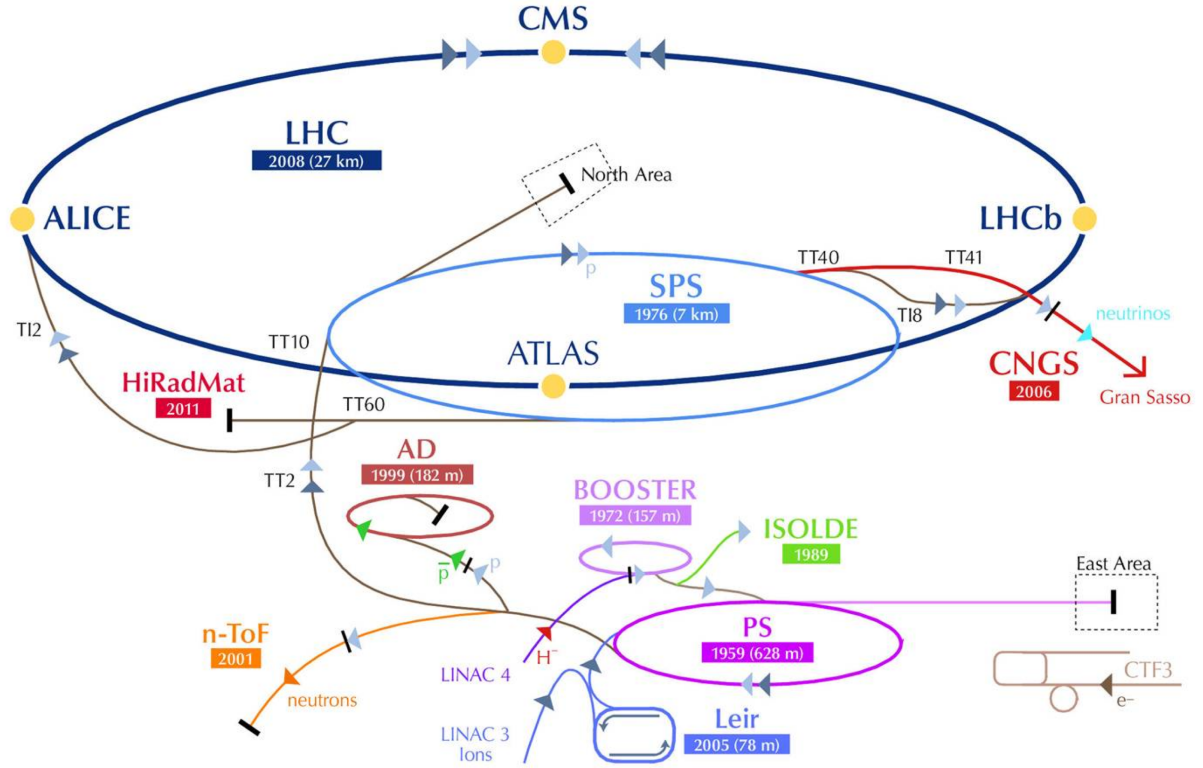 CMS
LHC
2008 (27 km)
North Area
ALICE
LHCb
TT40
TT41
p
SPS
1976 (7 km)
TI8
neutrinos
TI2
TT10
ATLAS
CNGS
2006
Gran Sasso
HiRadMat
2011
TT60
AD
1999 (182 m)
TT2
BOOSTER
1972 (157 m)
ISOLDE
1989
p̅
p
East Area
n-ToF
2001
PS
1959 (628 m)
H⁻
LINAC 4
neutrons
CTF3
e–
LINAC 3
Ions
Leir
2005 (78 m)